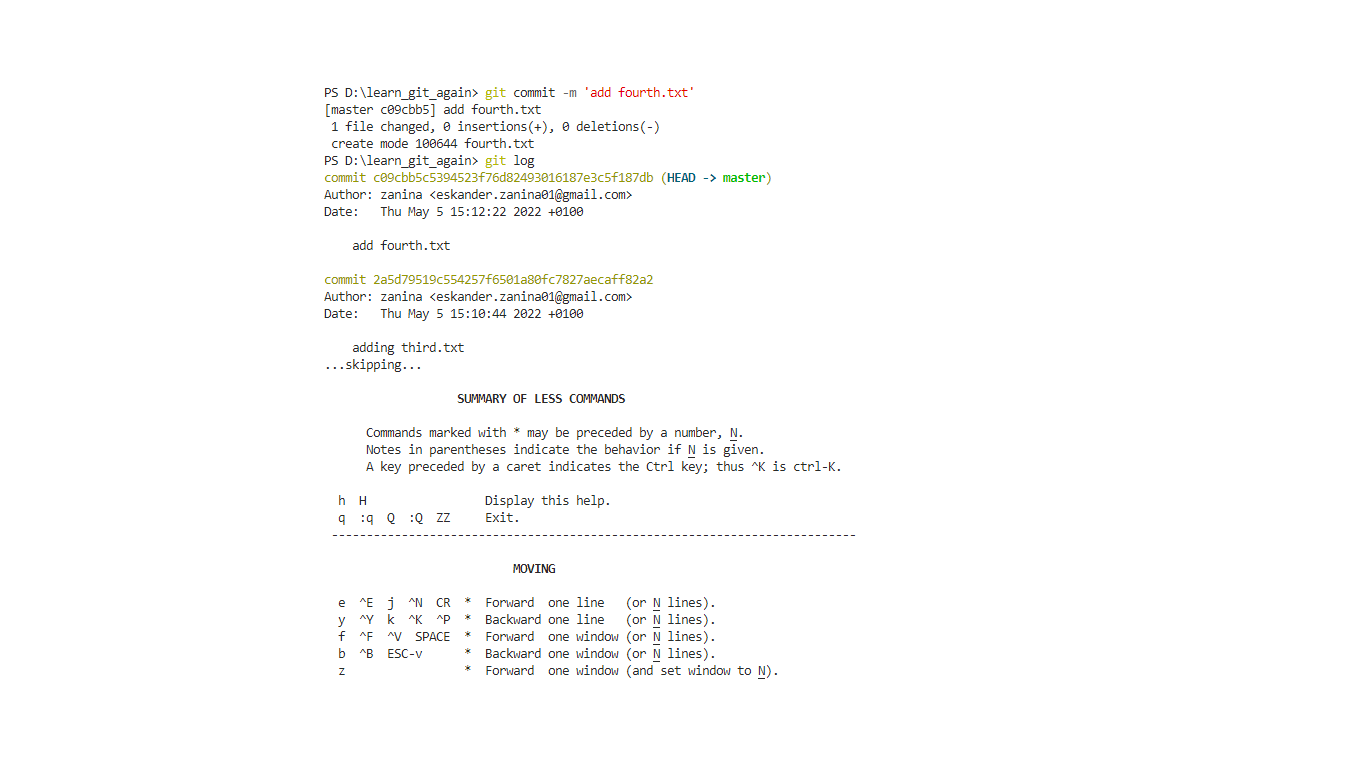 PS D:\learn_git_again> git commit -m 'add fourth.txt'
[master c09cbb5] add fourth.txt
 1 file changed, 0 insertions(+), 0 deletions(-)
 create mode 100644 fourth.txt
PS D:\learn_git_again> git log
commit c09cbb5c5394523f76d82493016187e3c5f187db (HEAD -> master)
Author: zanina <eskander.zanina01@gmail.com>
Date:   Thu May 5 15:12:22 2022 +0100

    add fourth.txt

commit 2a5d79519c554257f6501a80fc7827aecaff82a2
Author: zanina <eskander.zanina01@gmail.com>
Date:   Thu May 5 15:10:44 2022 +0100

    adding third.txt
...skipping...

                   SUMMARY OF LESS COMMANDS

      Commands marked with * may be preceded by a number, N.
      Notes in parentheses indicate the behavior if N is given.
      A key preceded by a caret indicates the Ctrl key; thus ^K is ctrl-K.

  h  H                 Display this help.
  q  :q  Q  :Q  ZZ     Exit.
 ---------------------------------------------------------------------------

                           MOVING

  e  ^E  j  ^N  CR  *  Forward  one line   (or N lines).
  y  ^Y  k  ^K  ^P  *  Backward one line   (or N lines).
  f  ^F  ^V  SPACE  *  Forward  one window (or N lines).
  b  ^B  ESC-v      *  Backward one window (or N lines).
  z                 *  Forward  one window (and set window to N).